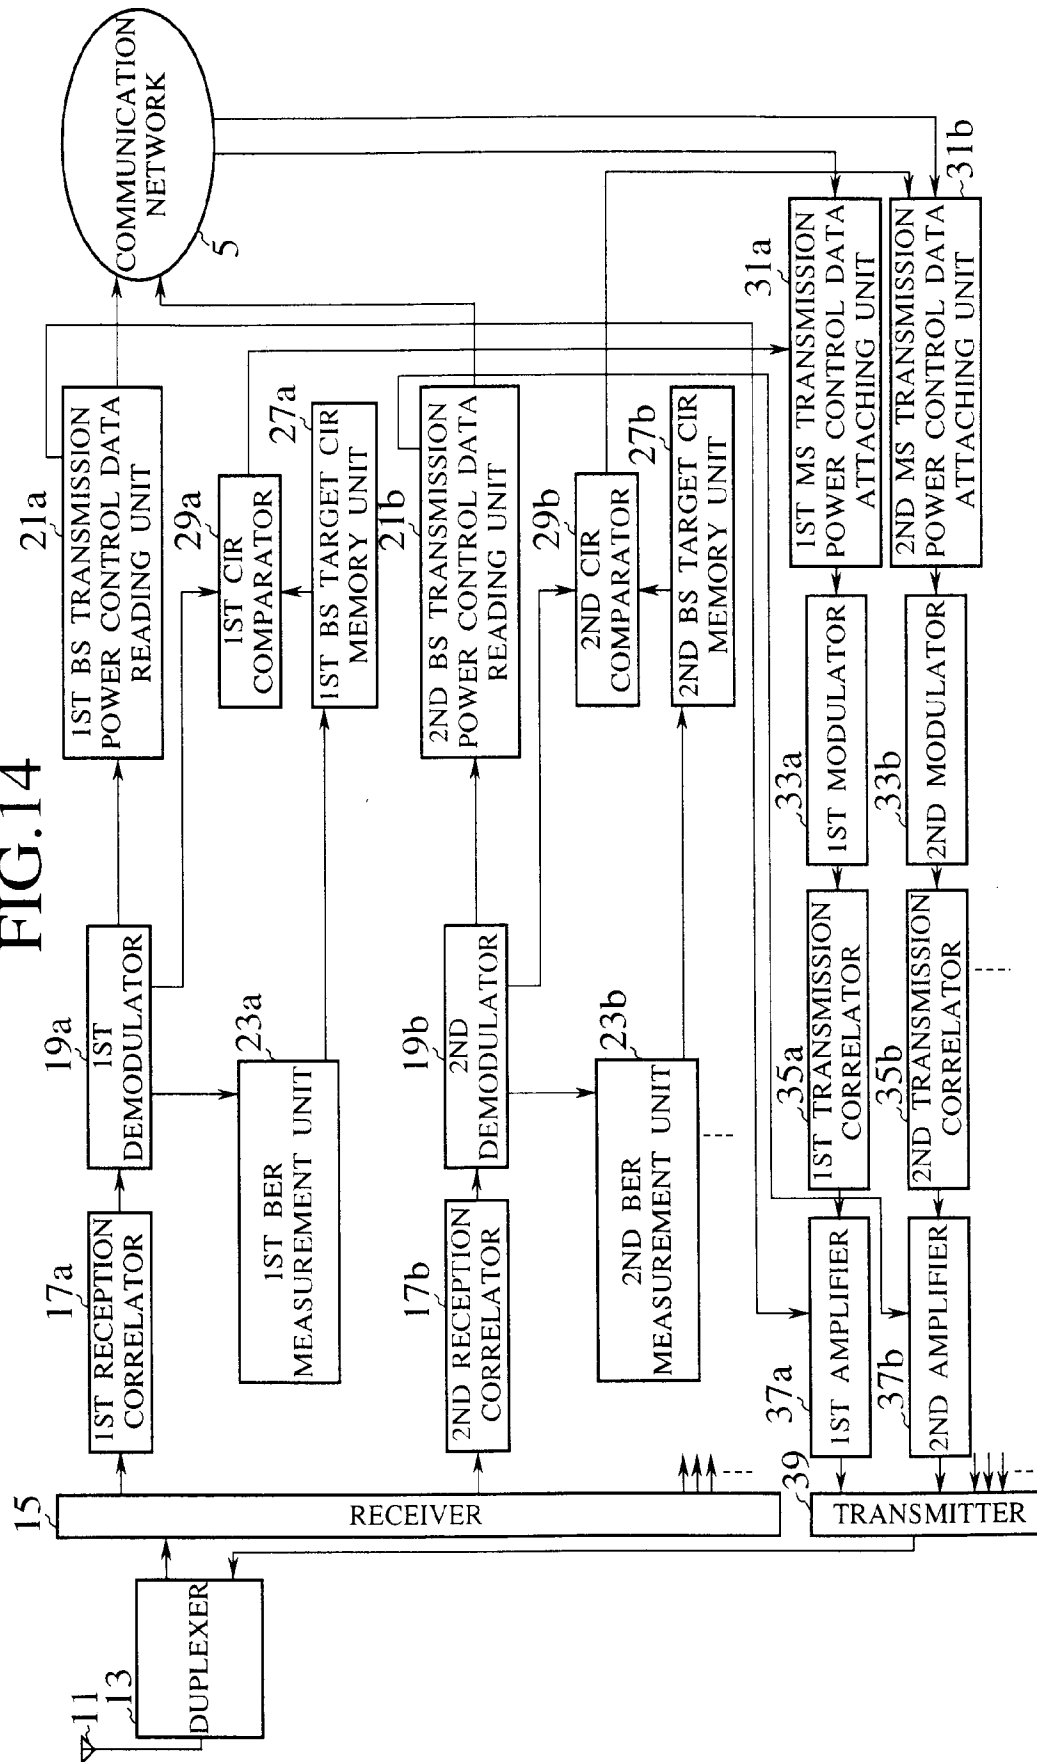 FIG.14
11
13
DUPLEXER
15
RECEIVER
17a
1ST RECEPTION
CORRELATOR
19a
1ST
DEMODULATOR
21a
1ST BS TRANSMISSION
POWER CONTROL DATA
READING UNIT
COMMUNICATION
NETWORK
5
23a
1ST BER
MEASUREMENT UNIT
29a
1ST CIR
COMPARATOR
27a
1ST BS TARGET CIR
MEMORY UNIT
17b
2ND RECEPTION
CORRELATOR
19b
2ND
DEMODULATOR
21b
2ND BS TRANSMISSION
POWER CONTROL DATA
READING UNIT
23b
2ND BER
MEASUREMENT UNIT
29b
2ND CIR
COMPARATOR
27b
2ND BS TARGET CIR
MEMORY UNIT
39
TRANSMITTER
37a
1ST AMPLIFIER
35a
1ST TRANSMISSION
CORRELATOR
33a
1ST MODULATOR
31a
1ST MS TRANSMISSION
POWER CONTROL DATA
ATTACHING UNIT
37b
2ND AMPLIFIER
35b
2ND TRANSMISSION
CORRELATOR
33b
2ND MODULATOR
31b
2ND MS TRANSMISSION
POWER CONTROL DATA
ATTACHING UNIT